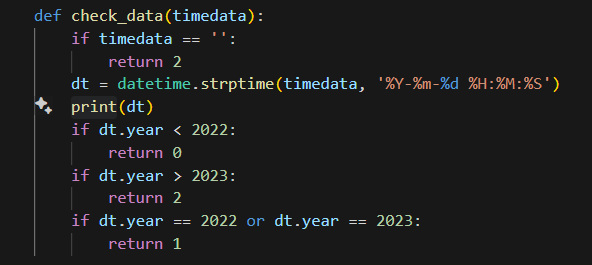 def check_data(timedata):
    if timedata == '':
        return 2
    dt = datetime.strptime(timedata, '%Y-%m-%d %H:%M:%S')
    print(dt)
    if dt.year < 2022:
        return 0
    if dt.year > 2023:
        return 2
    if dt.year == 2022 or dt.year == 2023:
        return 1